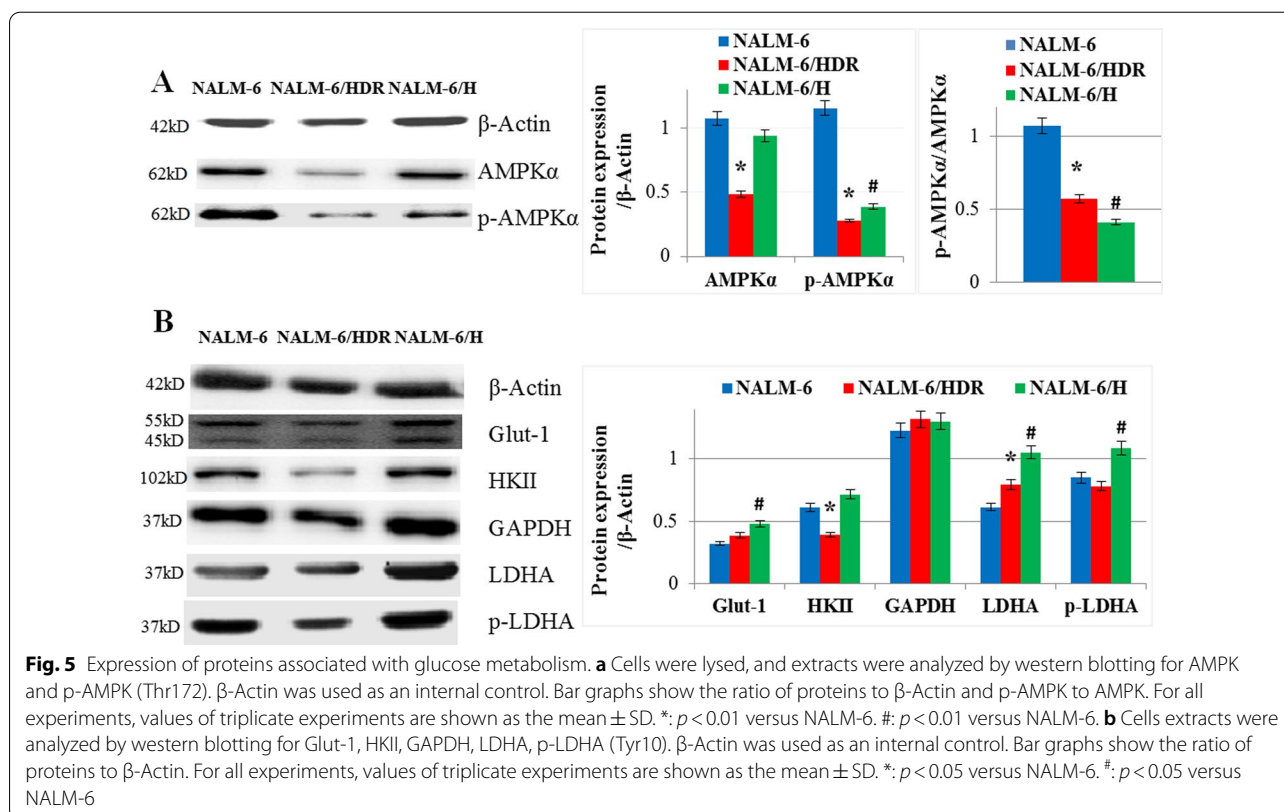 A
NALM-6 NALM-6/HDR NALM-6/H
42kD β-Actin
62kD AMPKα
62kD p-AMPKα
NALM-6
NALM-6/HDR
NALM-6/H
Protein expression
/β-Actin
1
0.5
0
*
*
#
AMPKα p-AMPKα
NALM-6
NALM-6/HDR
NALM-6/H
p-AMPKα/AMPKα
1
0.5
0
*
#
B
NALM-6 NALM-6/HDR NALM-6/H
42kD β-Actin
55kD
45kD Glut-1
102kD HKII
37kD GAPDH
37kD LDHA
37kD p-LDHA
NALM-6 NALM-6/HDR NALM-6/H
Protein expression
/β-Actin
1
0.5
0
#
*
*
#
#
Glut-1 HKII GAPDH LDHA p-LDHA
Fig. 5 Expression of proteins associated with glucose metabolism. a Cells were lysed, and extracts were analyzed by western blotting for AMPK
and p-AMPK (Thr172). β-Actin was used as an internal control. Bar graphs show the ratio of proteins to β-Actin and p-AMPK to AMPK. For all
experiments, values of triplicate experiments are shown as the mean ± SD. *: p < 0.01 versus NALM-6. #: p < 0.01 versus NALM-6. b Cells extracts were
analyzed by western blotting for Glut-1, HKII, GAPDH, LDHA, p-LDHA (Tyr10). β-Actin was used as an internal control. Bar graphs show the ratio of
proteins to β-Actin. For all experiments, values of triplicate experiments are shown as the mean ± SD. *: p < 0.05 versus NALM-6. #: p < 0.05 versus
NALM-6